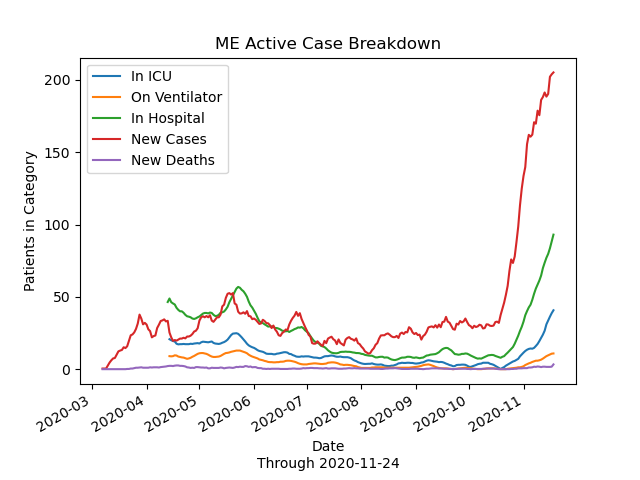 ME Active Case Breakdown
In ICU
On Ventilator
In Hospital
New Cases
New Deaths
Patients in Category
200
150
100
50
0
2020-03
2020-04
2020-05
2020-06
2020-07
2020-08
2020-09
2020-10
2020-11
Date
Through 2020-11-24